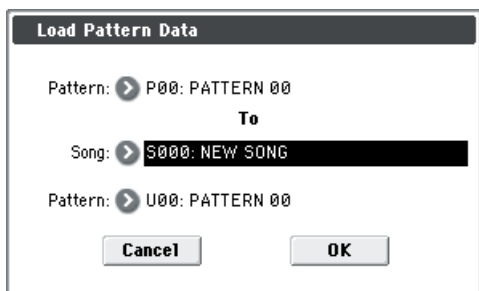 Load Pattern Data
Pattern: P00: PATTERN 00
To
Song: S000: NEW SONG
Pattern: U00: PATTERN 00
Cancel OK